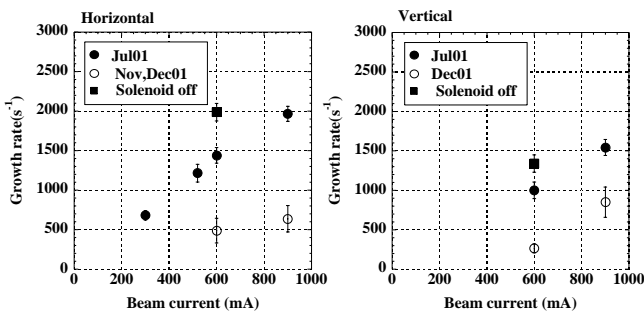 Horizontal
3000
2500
2000
1500
1000
500
0
Growth rate(s⁻¹)
Jul01
Nov,Dec01
Solenoid off
0 200 400 600 800 1000
Beam current (mA)
Vertical
3000
2500
2000
1500
1000
500
0
Growth rate(s⁻¹)
Jul01
Dec01
Solenoid off
0 200 400 600 800 1000
Beam current (mA)